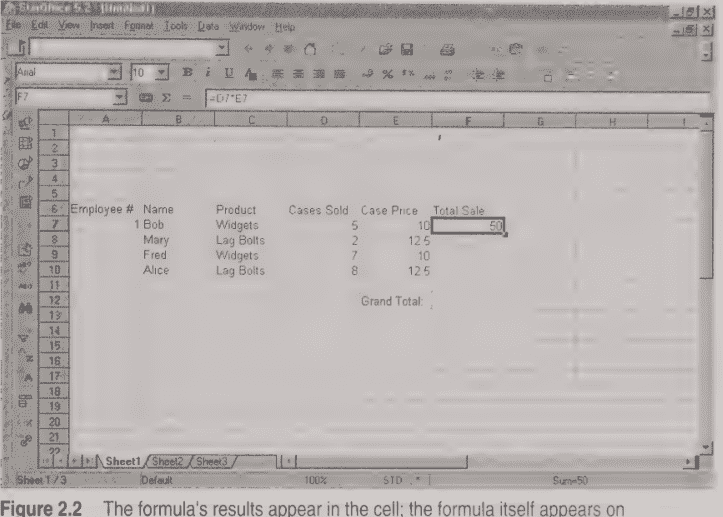 StarOffice 5.2 [Untitled1]
File Edit View Insert Format Tools Data Window Help
Arial 10 B i U A % 
F7 Σ = =D7*E7
A B C D E F G H I
1
2
3
4
5
6 Employee # Name Product Cases Sold Case Price Total Sale
7 1 Bob Widgets 5 10 50
8 Mary Lag Bolts 2 12.5
9 Fred Widgets 7 10
10 Alice Lag Bolts 8 12.5
11
12 Grand Total:
13
14
15
16
17
18
19
20
21
22
Sheet1 Sheet2 Sheet3
Sheet 1 / 3 Default 100% STD * Sum=50
Figure 2.2 The formula's results appear in the cell; the formula itself appears on